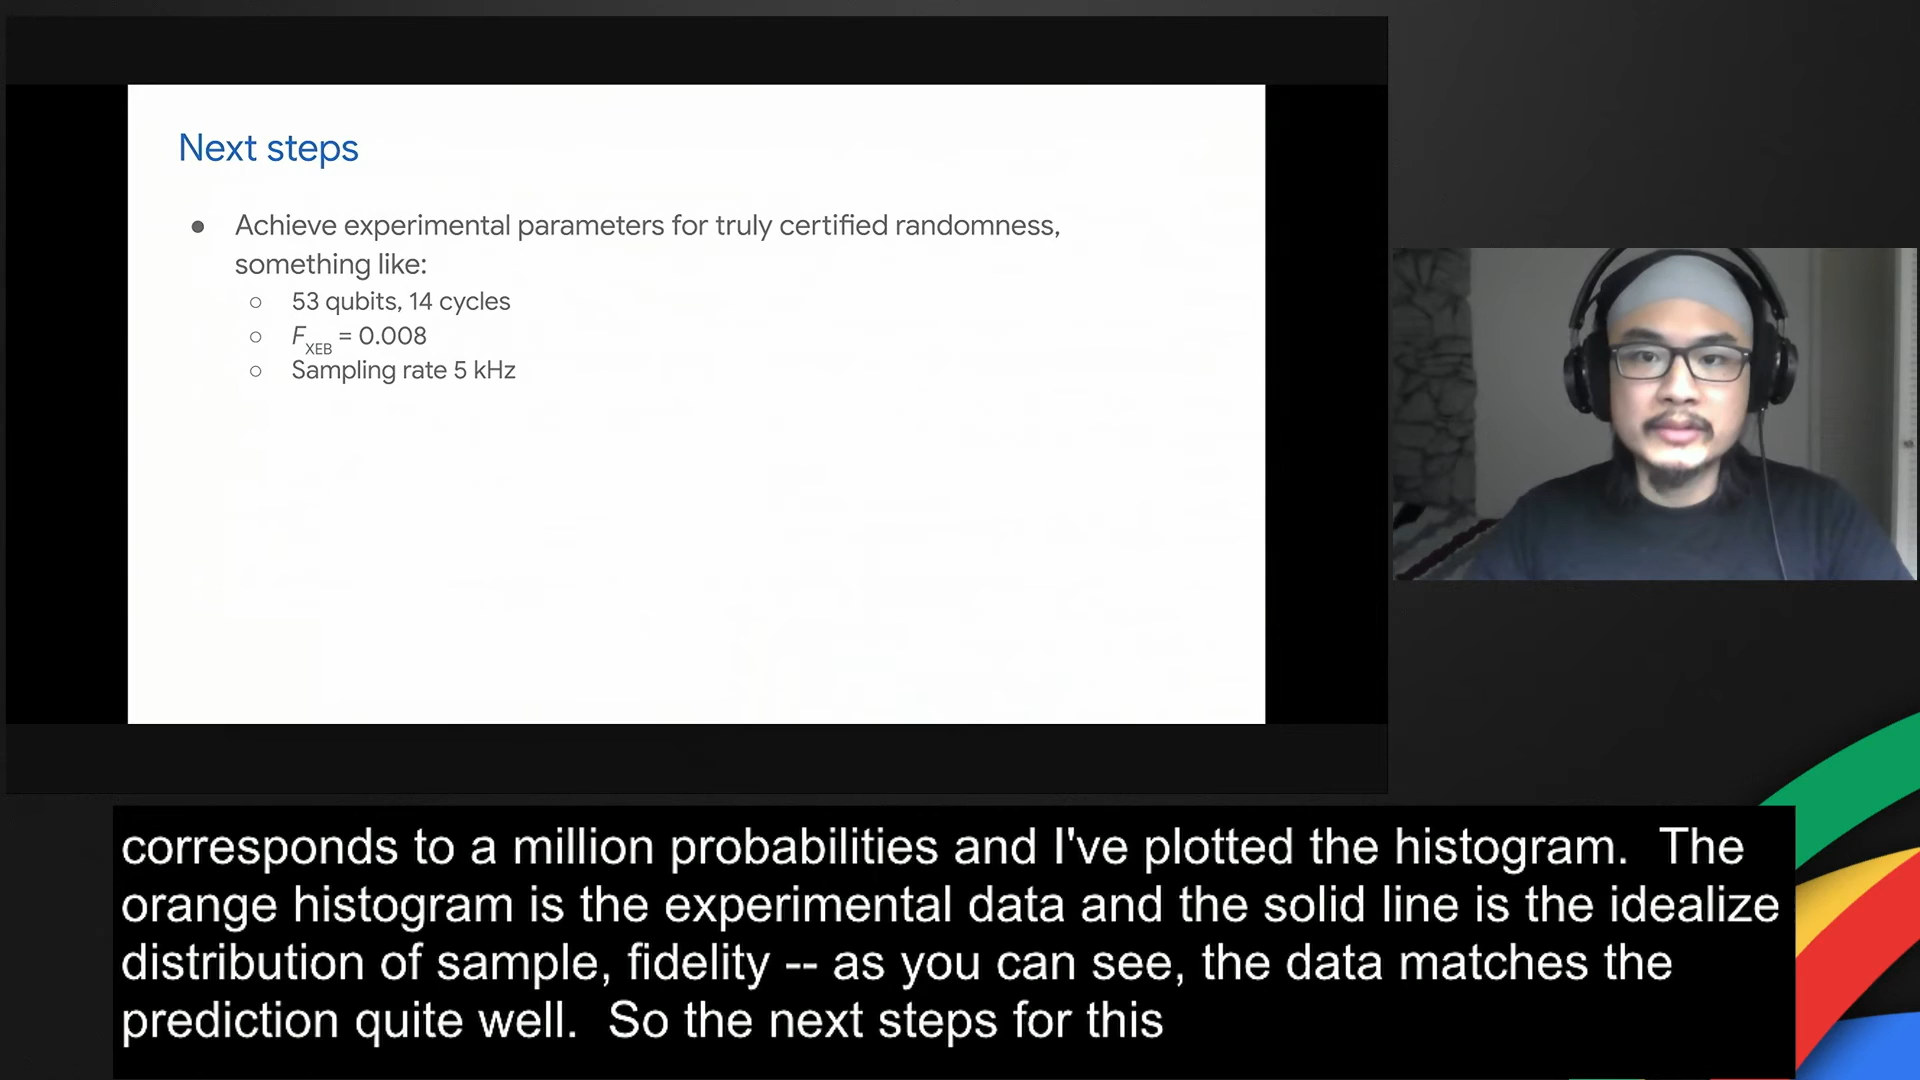 Next steps
● Achieve experimental parameters for truly certified randomness,
something like:
○ 53 qubits, 14 cycles
○ F_XEB = 0.008
○ Sampling rate 5 kHz
corresponds to a million probabilities and I've plotted the histogram.  The
orange histogram is the experimental data and the solid line is the idealize
distribution of sample, fidelity -- as you can see, the data matches the
prediction quite well.  So the next steps for this